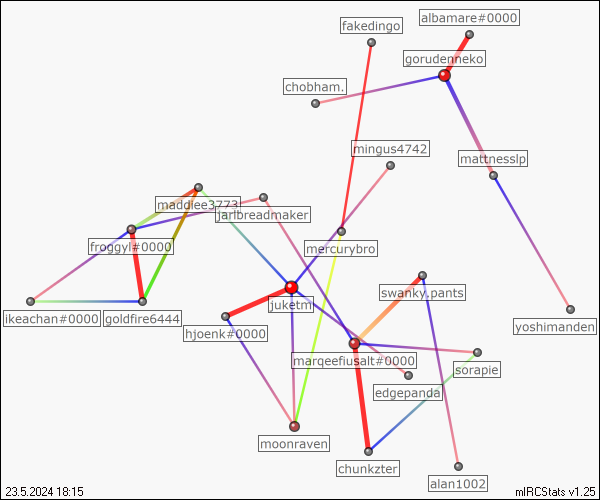 albamare#0000
fakedingo
gorudenneko
chobham.
mingus4742
mattnesslp
maddiee3773
jarlbreadmaker
froggyl#0000
mercurybro
swanky.pants
juketm
ikeachan#0000
goldfire6444
hjoenk#0000
yoshimanden
marqeefiusalt#0000
sorapie
edgepanda
moonraven
chunkzter
alan1002
23.5.2024 18:15
mIRCStats v1.25